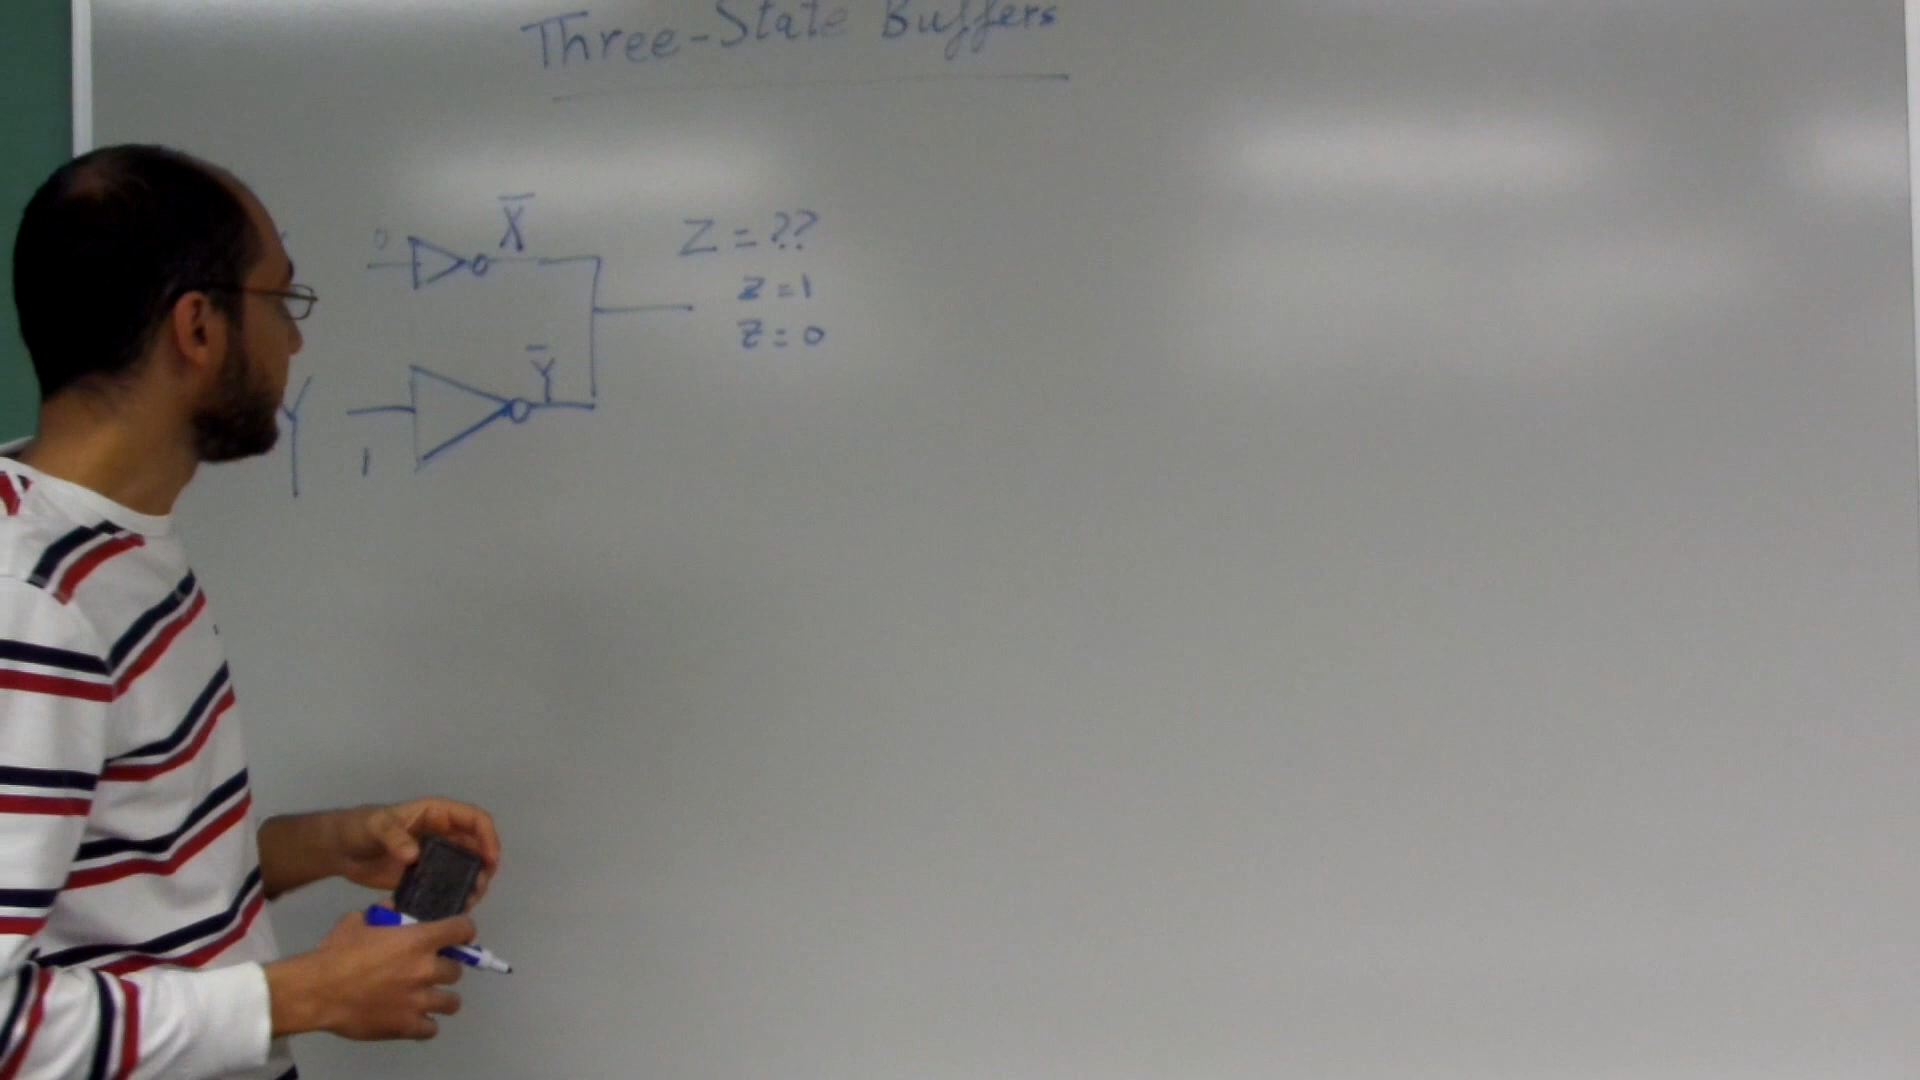 Three-State Buffers
0 X̅ Z = ??
Z = 1
Z = 0
Y̅
Y
1